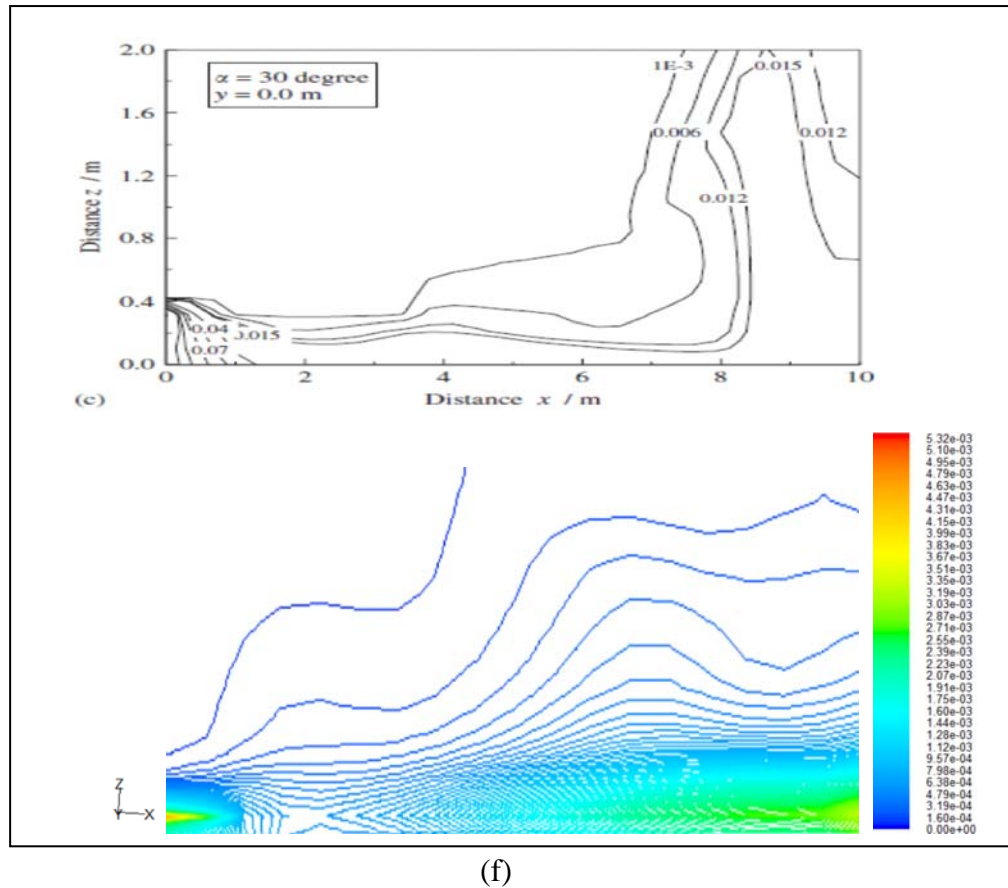 2.0
1.6
1.2
0.8
0.4
0.0
Distance z / m
α = 30 degree
y = 0.0 m
1E-3
0.015
0.006
0.012
0.012
0.04
0.015
0.07
0
2
4
6
8
10
(c)
Distance x / m
5.32e-03
5.10e-03
4.95e-03
4.79e-03
4.63e-03
4.47e-03
4.31e-03
4.15e-03
3.99e-03
3.83e-03
3.67e-03
3.51e-03
3.35e-03
3.19e-03
3.03e-03
2.87e-03
2.71e-03
2.55e-03
2.39e-03
2.23e-03
2.07e-03
1.91e-03
1.75e-03
1.60e-03
1.44e-03
1.28e-03
1.12e-03
9.57e-04
7.98e-04
6.38e-04
4.79e-04
3.19e-04
1.60e-04
0.00e+00
Z
X
(f)